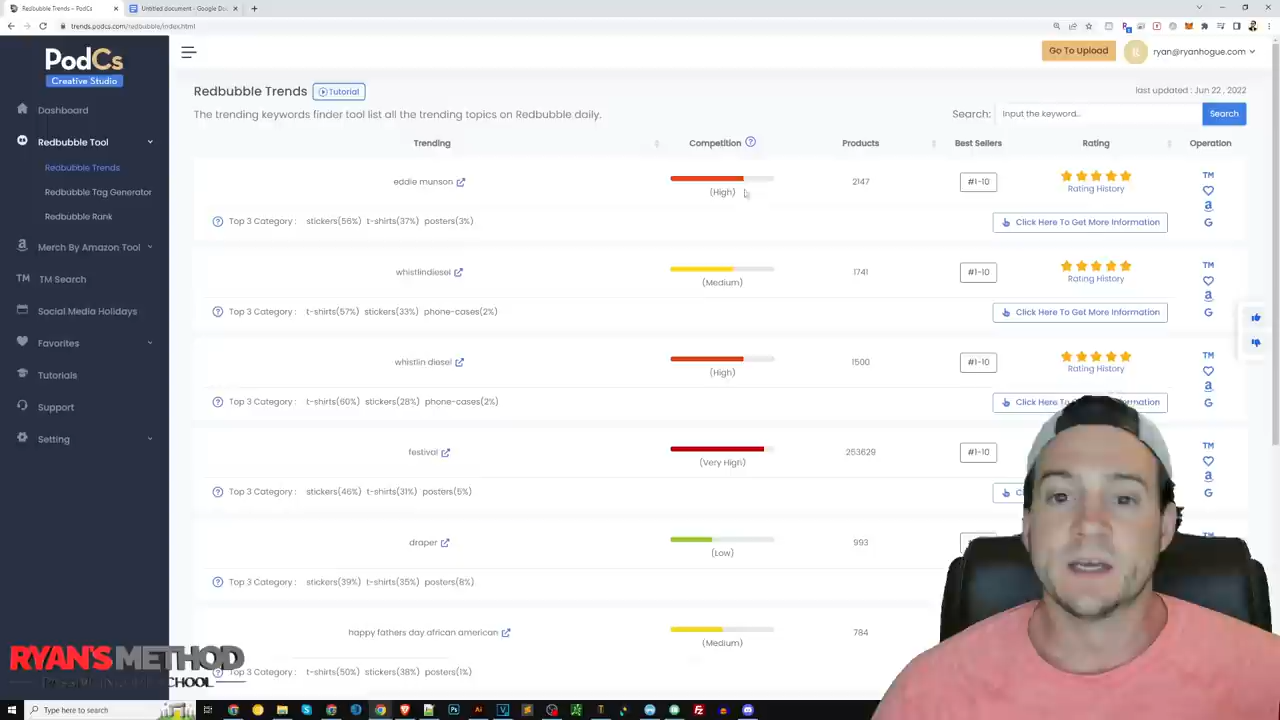 Redbubble Trends – PodCs
Untitled document - Google Doc
trends.podcs.com/redbubble/index.html
PodCs
Creative Studio
Go To Upload
R
ryan@ryanhogue.com
Dashboard
Redbubble Tool
Redbubble Trends
Redbubble Tag Generator
Redbubble Rank
Merch By Amazon Tool
TM TM Search
Social Media Holidays
Favorites
Tutorials
Support
Setting
Redbubble Trends Tutorial
last updated : Jun 22 , 2022
The trending keywords finder tool list all the trending topics on Redbubble daily.
Search: Input the keyword... Search
Trending Competition Products Best Sellers Rating Operation
eddie munson (High) 2147 #1-10 Rating History TM
Top 3 Category : stickers(56%) t-shirts(37%) posters(3%) Click Here To Get More Information
whistlindiesel (Medium) 1741 #1-10 Rating History TM
Top 3 Category : t-shirts(57%) stickers(33%) phone-cases(2%) Click Here To Get More Information
whistlin diesel (High) 1500 #1-10 Rating History TM
Top 3 Category : t-shirts(60%) stickers(28%) phone-cases(2%) Click Here To
festival (Very High) 253629 #1-10 TM
Top 3 Category : stickers(46%) t-shirts(31%) posters(5%)
draper (Low) 993
Top 3 Category : stickers(39%) t-shirts(35%) posters(8%)
happy fathers day african american (Medium) 784
Top 3 Category : t-shirts(50%) stickers(38%) posters(1%)
RYAN'S METHOD
Type here to search